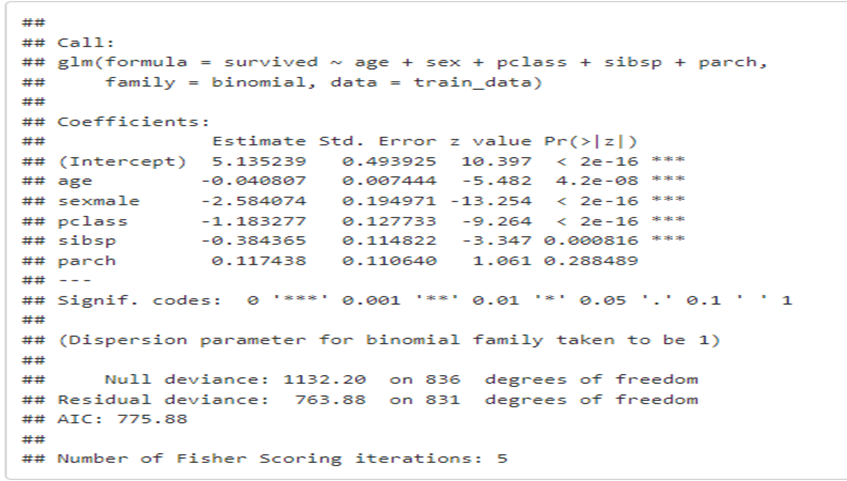 ##
## Call:
## glm(formula = survived ~ age + sex + pclass + sibsp + parch,
##     family = binomial, data = train_data)
##
## Coefficients:
##              Estimate Std. Error z value Pr(>|z|)
## (Intercept)  5.135239   0.493925  10.397  < 2e-16 ***
## age         -0.040807   0.007444  -5.482  4.2e-08 ***
## sexmale     -2.584074   0.194971 -13.254  < 2e-16 ***
## pclass      -1.183277   0.127733  -9.264  < 2e-16 ***
## sibsp       -0.384365   0.114822  -3.347 0.000816 ***
## parch        0.117438   0.110640   1.061 0.288489
## ---
## Signif. codes:  0 '***' 0.001 '**' 0.01 '*' 0.05 '.' 0.1 ' ' 1
##
## (Dispersion parameter for binomial family taken to be 1)
##
##     Null deviance: 1132.20  on 836  degrees of freedom
## Residual deviance:  763.88  on 831  degrees of freedom
## AIC: 775.88
##
## Number of Fisher Scoring iterations: 5